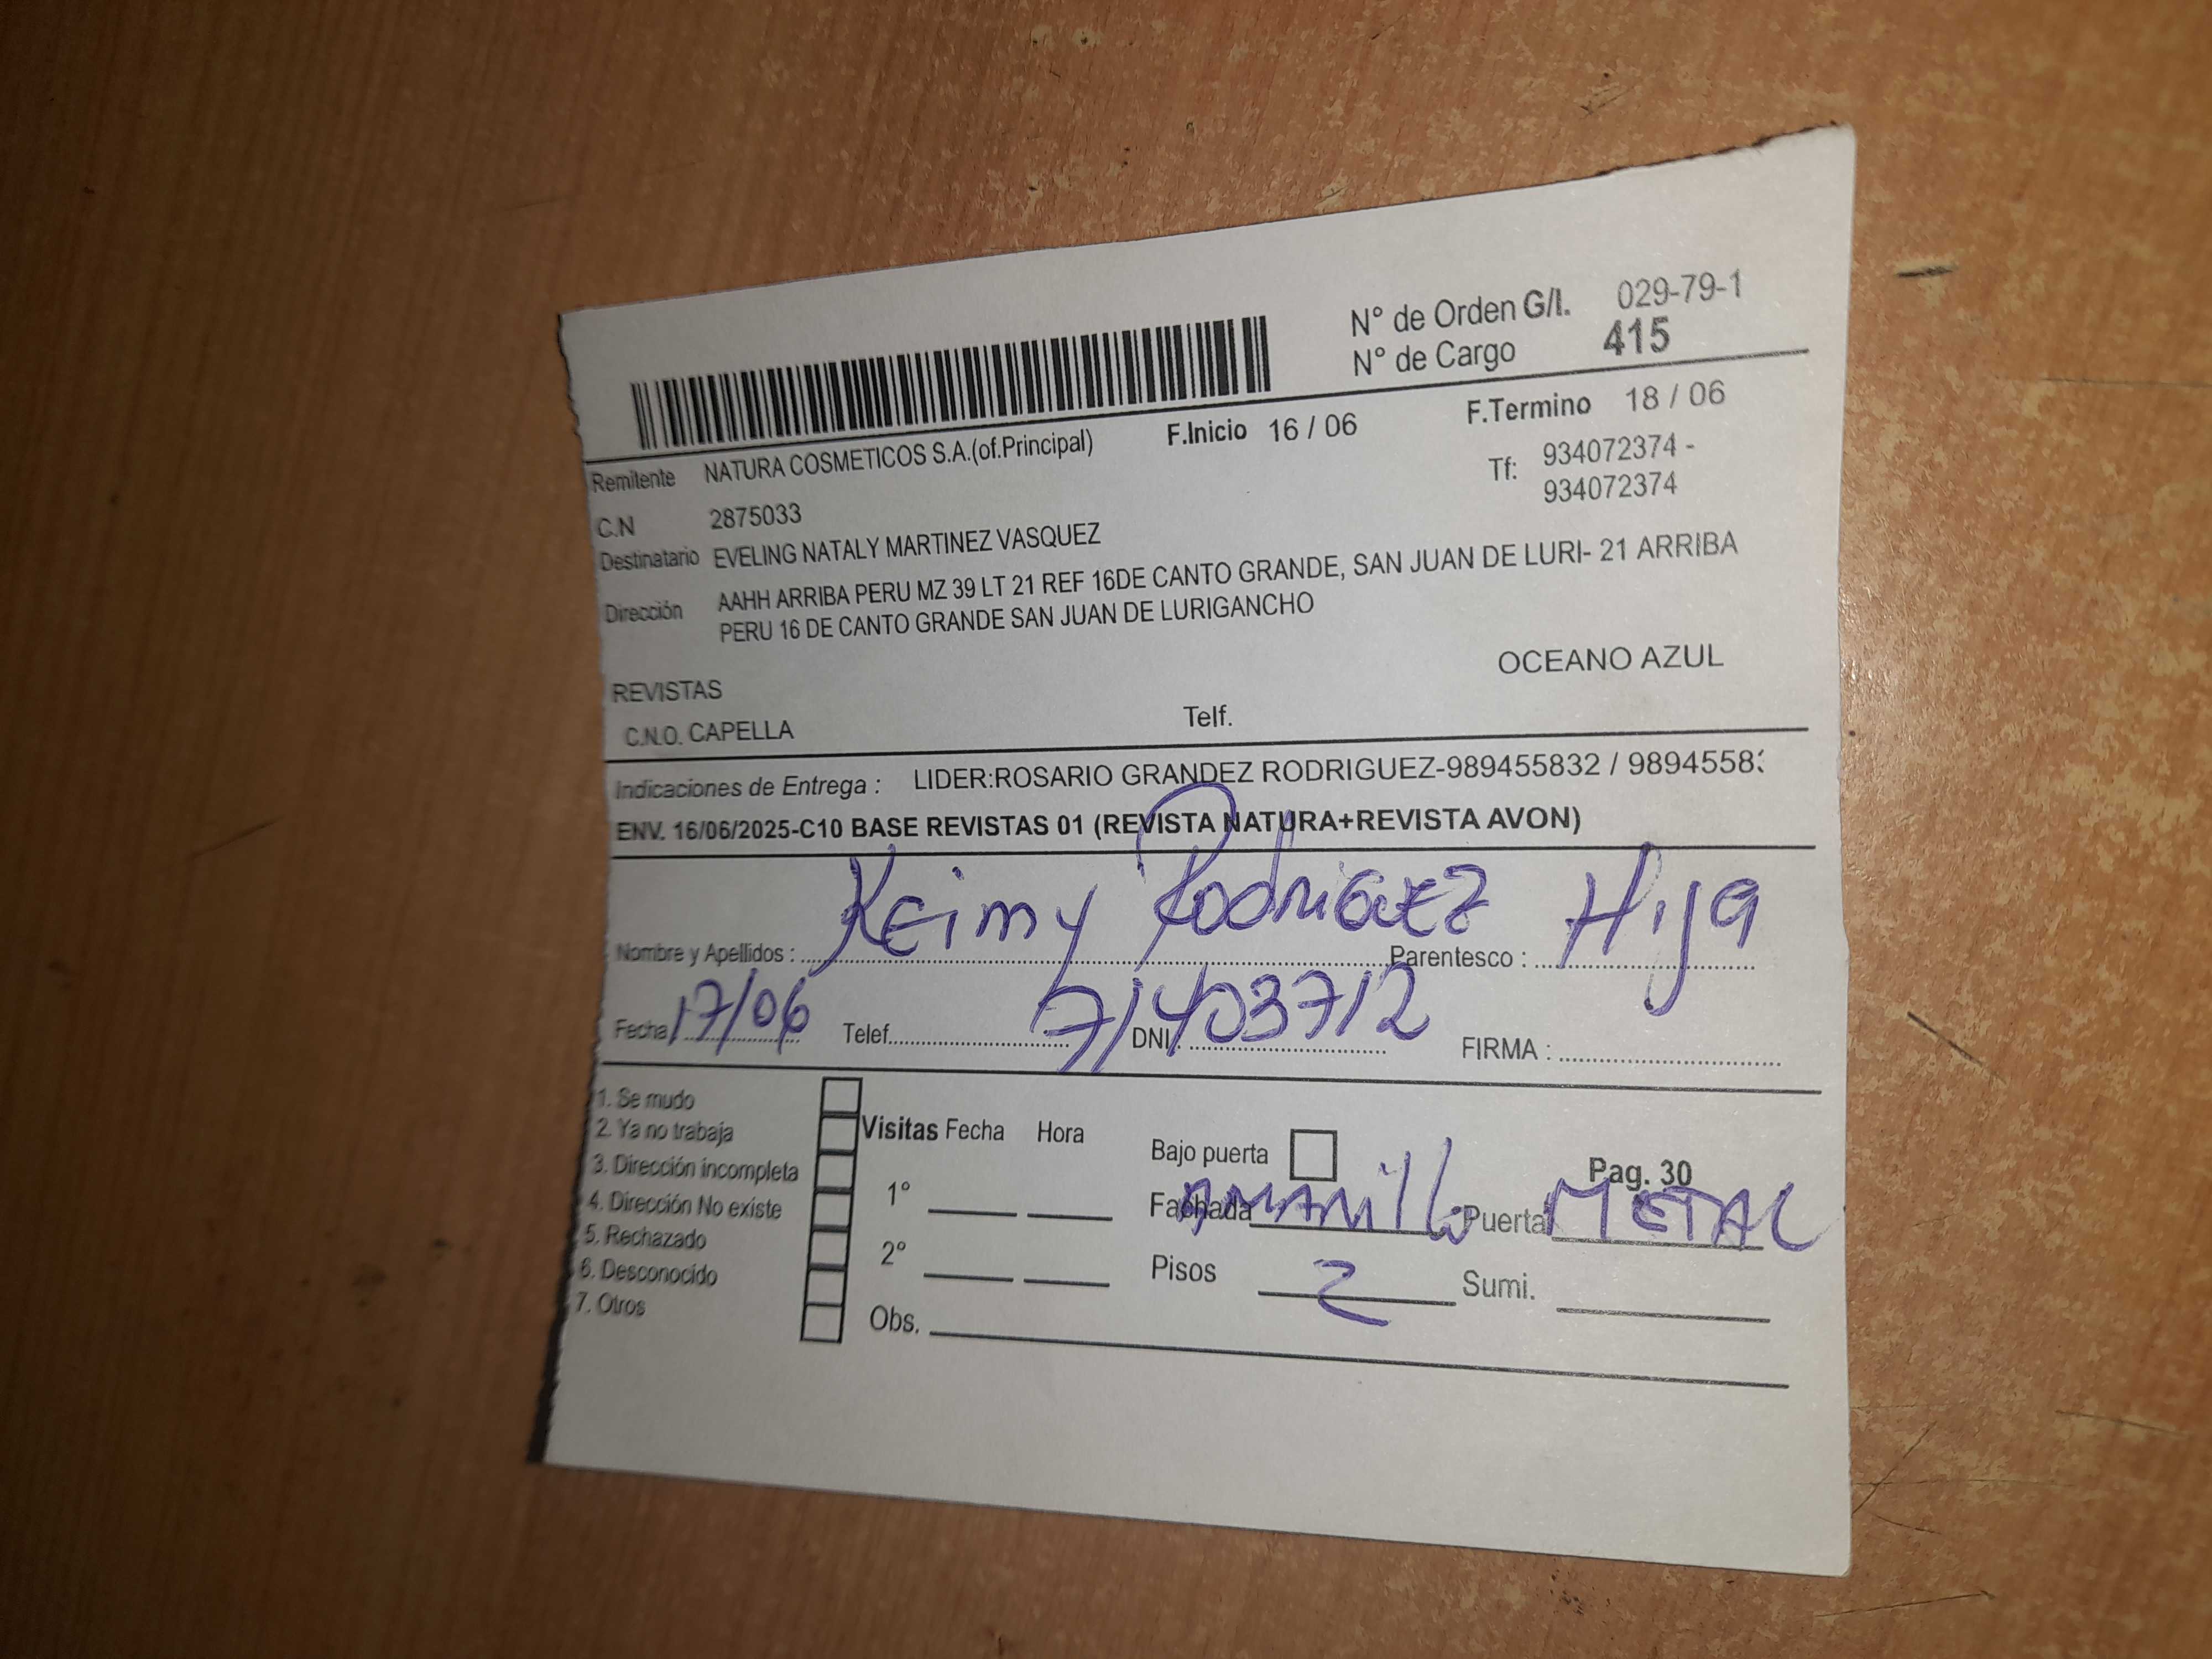 N° de Orden G/I. 029-79-1
N° de Cargo 415
F.Inicio 16 / 06 F.Termino 18 / 06
Remitente NATURA COSMETICOS S.A.(of.Principal)
Tf: 934072374 -
934072374
C.N 2875033
Destinatario EVELING NATALY MARTINEZ VASQUEZ
Dirección AAHH ARRIBA PERU MZ 39 LT 21 REF 16DE CANTO GRANDE, SAN JUAN DE LURI- 21 ARRIBA
PERU 16 DE CANTO GRANDE SAN JUAN DE LURIGANCHO
OCEANO AZUL
REVISTAS
C.N.O. CAPELLA Telf.
Indicaciones de Entrega : LIDER:ROSARIO GRANDEZ RODRIGUEZ-989455832 / 98945583
ENV. 16/06/2025-C10 BASE REVISTAS 01 (REVISTA NATURA+REVISTA AVON)
Nombre y Apellidos : Keimy Rodriguez Parentesco : Hija
Fecha 17/06 Telef. DNI : 71403712 FIRMA :
1. Se mudo
2. Ya no trabaja
3. Dirección incompleta
4. Dirección No existe
5. Rechazado
6. Desconocido
7. Otros
Visitas Fecha Hora
1°
2°
Obs.
Bajo puerta Pag. 30
Fachada AMARillo Puerta METAL
Pisos 2 Sumi.